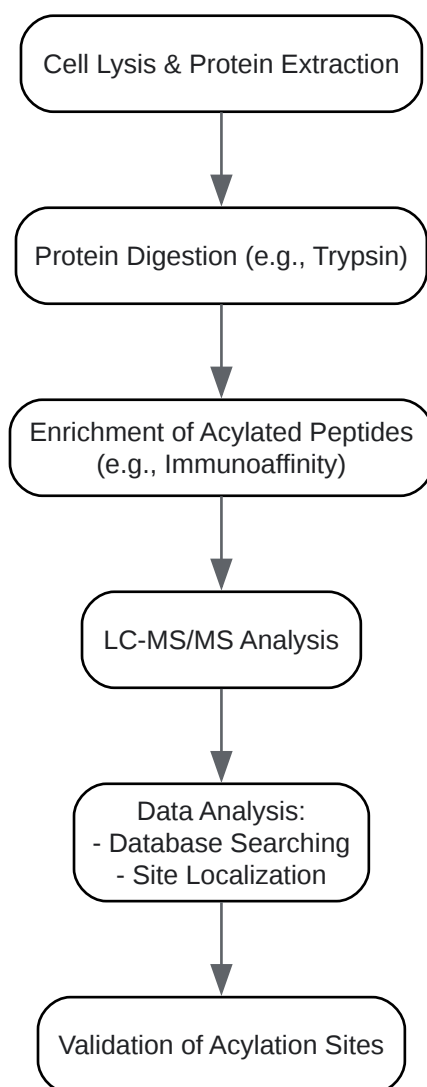 Cell Lysis & Protein Extraction
Protein Digestion (e.g., Trypsin)
Enrichment of Acylated Peptides
(e.g., Immunoaffinity)
LC-MS/MS Analysis
Data Analysis:
- Database Searching
- Site Localization
Validation of Acylation Sites